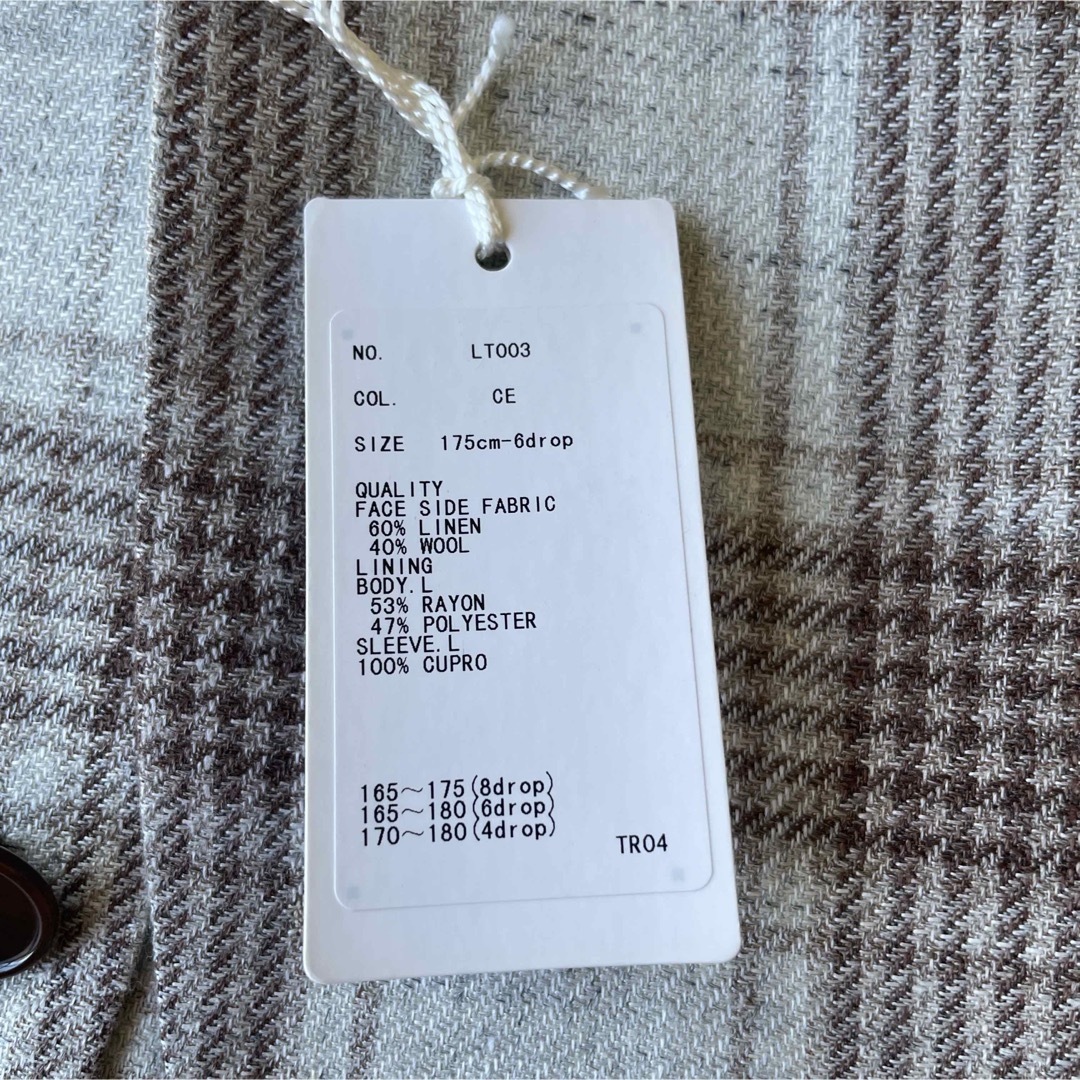 NO. LT003
COL. CE
SIZE 175cm-6drop
QUALITY
FACE SIDE FABRIC
60% LINEN
40% WOOL
LINING
BODY.L
53% RAYON
47% POLYESTER
SLEEVE.L
100% CUPRO
165～175(8drop)
165～180(6drop)
170～180(4drop)
TR04